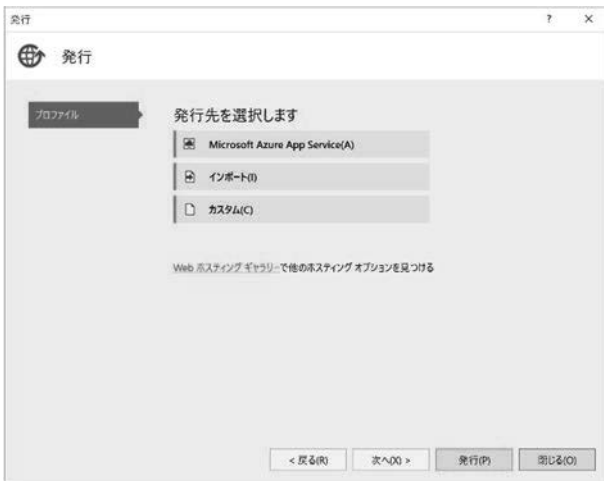 発行
? ×
発行
プロファイル
発行先を選択します
Microsoft Azure App Service(A)
インポート(I)
カスタム(C)
Web ホスティング ギャラリーで他のホスティング オプションを見つける
< 戻る(R) 次へ(X) > 発行(P) 閉じる(O)